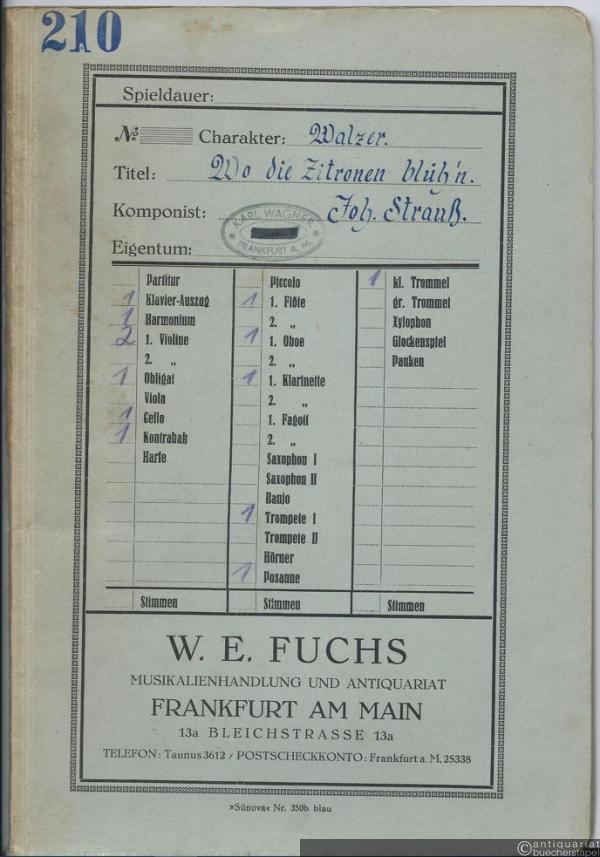 210
Spieldauer:
№ Charakter: Walzer.
Titel: Wo die Zitronen blüh'n.
Komponist: Joh. Strauß.
KARL WAGNER
* FRANKFURT A. M. *
Eigentum:
Partitur
1 Klavier-Auszug
1 Harmonium
2 1. Violine
2. „
1 Obligat
Viola
1 Cello
1 Kontrabaß
Harfe
Stimmen
Piccolo
1 1. Flöte
2. „
1 1. Oboe
2. „
1 1. Klarinette
2. „
1. Fagott
2. „
Saxophon I
Saxophon II
Banjo
1 Trompete I
Trompete II
Hörner
1 Posaune
Stimmen
1 kl. Trommel
gr. Trommel
Xylophon
Glockenspiel
Pauken
Stimmen
W. E. FUCHS
MUSIKALIENHANDLUNG UND ANTIQUARIAT
FRANKFURT AM MAIN
13a BLEICHSTRASSE 13a
TELEFON: Taunus 3612 / POSTSCHECKKONTO: Frankfurt a. M. 25338
»Sünova« Nr. 350b blau
©antiquariat
buecherstapel